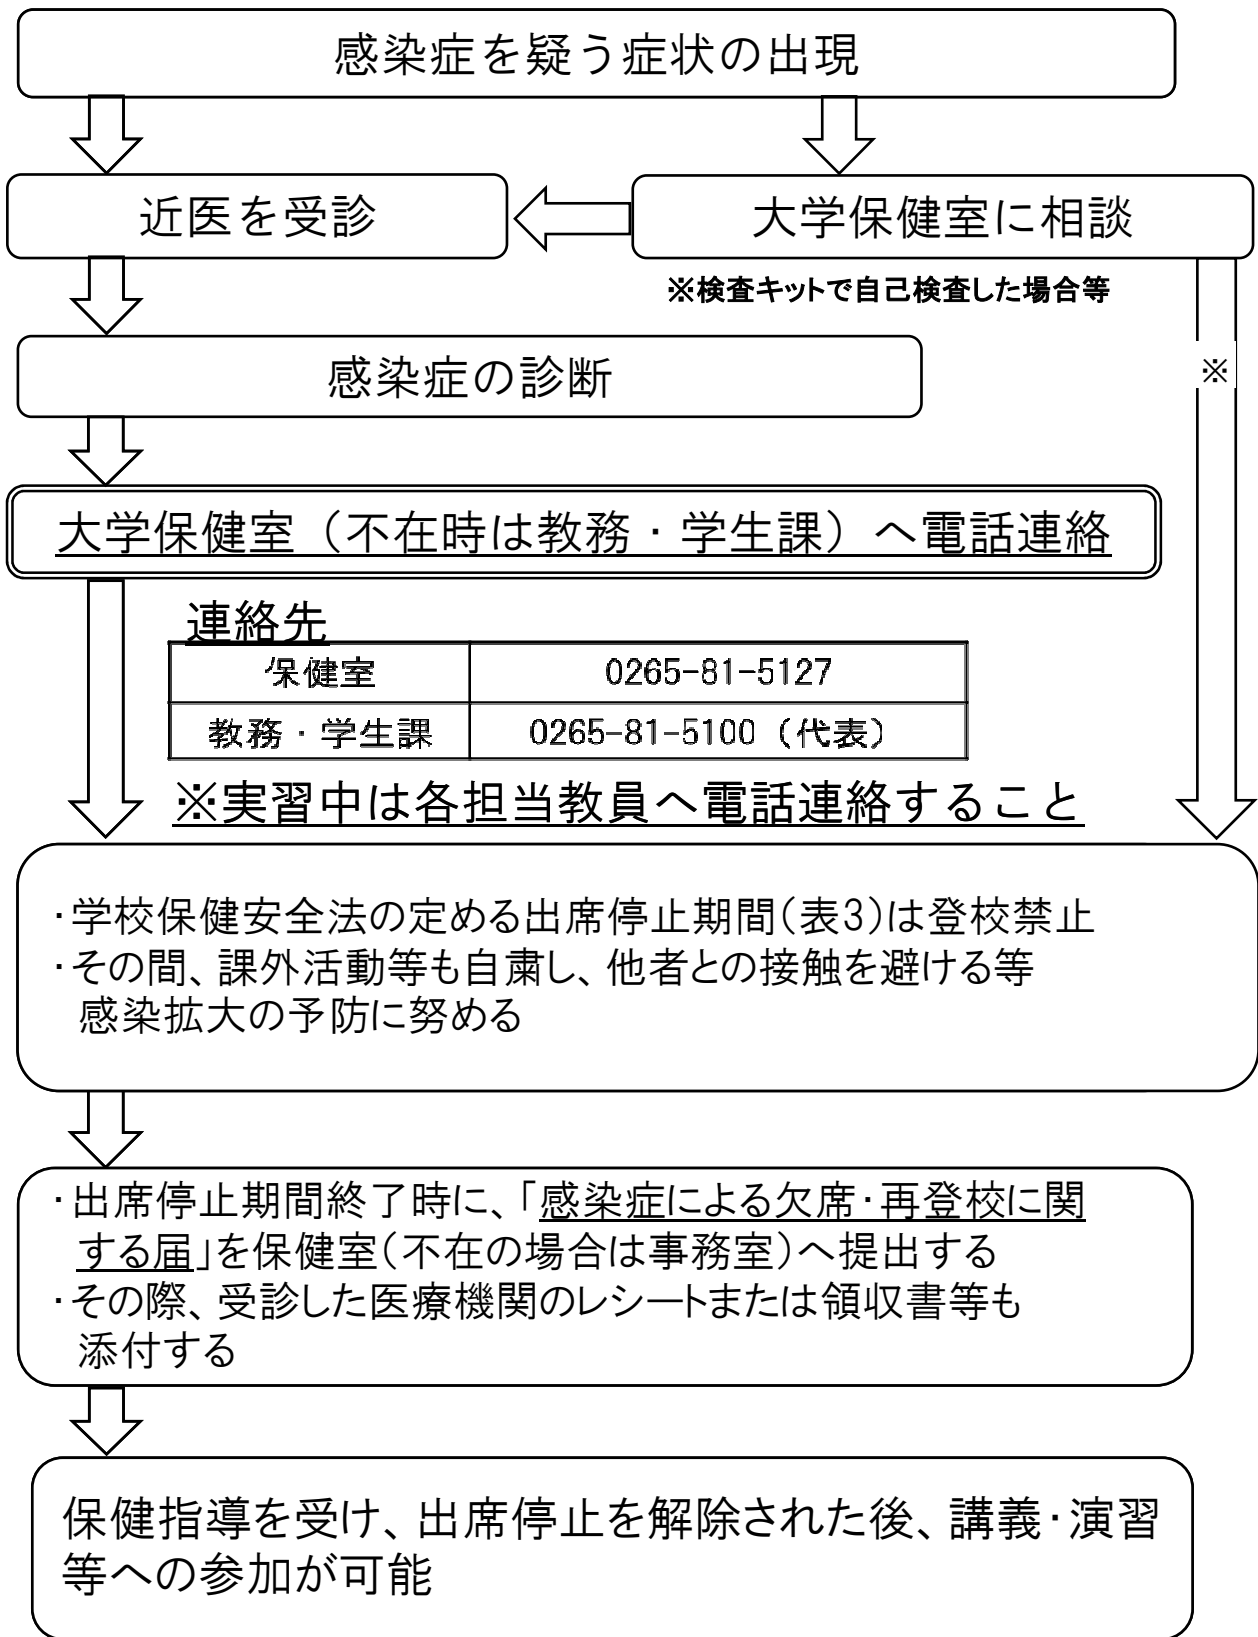 感染症を疑う症状の出現
近医を受診
大学保健室に相談
※検査キットで自己検査した場合等
感染症の診断
※
大学保健室（不在時は教務・学生課）へ電話連絡
連絡先
保健室 0265-81-5127
教務・学生課 0265-81-5100（代表）
※実習中は各担当教員へ電話連絡すること
・学校保健安全法の定める出席停止期間(表3)は登校禁止
・その間、課外活動等も自粛し、他者との接触を避ける等
感染拡大の予防に努める
・出席停止期間終了時に、「感染症による欠席・再登校に関
する届」を保健室(不在の場合は事務室)へ提出する
・その際、受診した医療機関のレシートまたは領収書等も
添付する
保健指導を受け、出席停止を解除された後、講義・演習
等への参加が可能